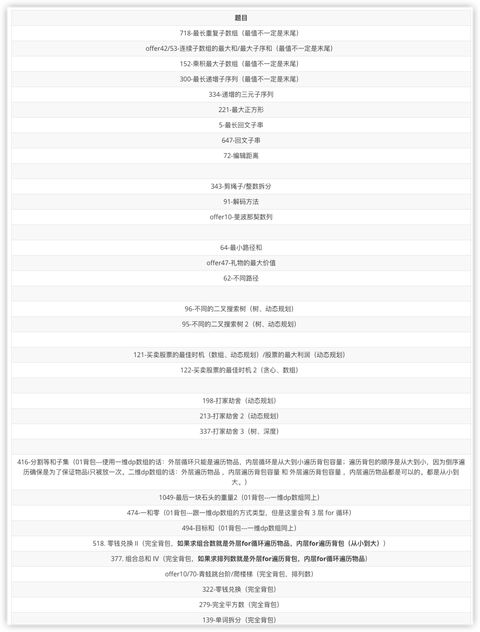 题目
718-最长重复子数组（最值不一定是末尾）
offer42/53-连续子数组的最大和/最大子序和（最值不一定是末尾）
152-乘积最大子数组（最值不一定是末尾）
300-最长递增子序列（最值不一定是末尾）
334-递增的三元子序列
221-最大正方形
5-最长回文子串
647-回文子串
72-编辑距离
343-剪绳子/整数拆分
91-解码方法
offer10-斐波那契数列
64-最小路径和
offer47-礼物的最大价值
62-不同路径
96-不同的二叉搜索树（树、动态规划）
95-不同的二叉搜索树 2（树、动态规划）
121-买卖股票的最佳时机（数组、动态规划）/股票的最大利润（动态规划）
122-买卖股票的最佳时机 2（贪心、数组）
198-打家劫舍（动态规划）
213-打家劫舍 2（动态规划）
337-打家劫舍 3（树、深度）
416-分割等和子集（01背包---使用一维dp数组的话：外层循环只能是遍历物品，内层循环是从大到小遍历背包容量；遍历背包的顺序是从大到小，因为倒序遍
历确保是为了保证物品i只被放一次。二维dp数组的话：外层遍历物品 ，内层遍历背包容量 和 外层遍历背包容量 ，内层遍历物品都是可以的。都是从小到
大。）
1049-最后一块石头的重量2（01背包---一维dp数组同上）
474-一和零（01背包---跟一维dp数组的方式类型，但是这里会有 3 层 for 循环）
494-目标和（01背包---一维dp数组同上）
518. 零钱兑换 II（完全背包，如果求组合数就是外层for循环遍历物品，内层for遍历背包（从小到大））
377. 组合总和 IV（完全背包，如果求排列数就是外层for遍历背包，内层for循环遍历物品）
offer10/70-青蛙跳台阶/爬楼梯（完全背包，排列数）
322-零钱兑换（完全背包）
279-完全平方数（完全背包）
139-单词拆分（完全背包）